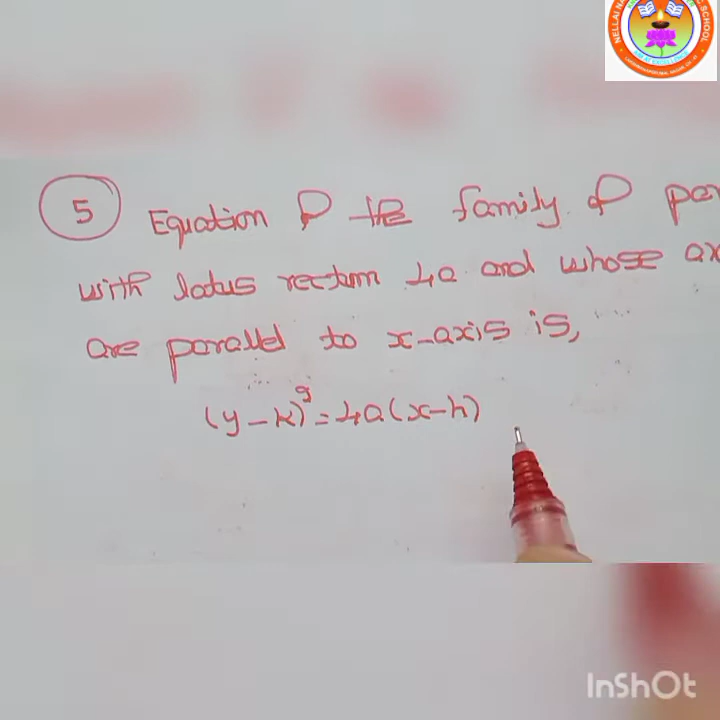 SCHOOL
5 Equation of the family of par
with latus rectum 4a and whose ax
are parallel to x-axis is,
(y-k)² = 4a(x-h)
InShOt